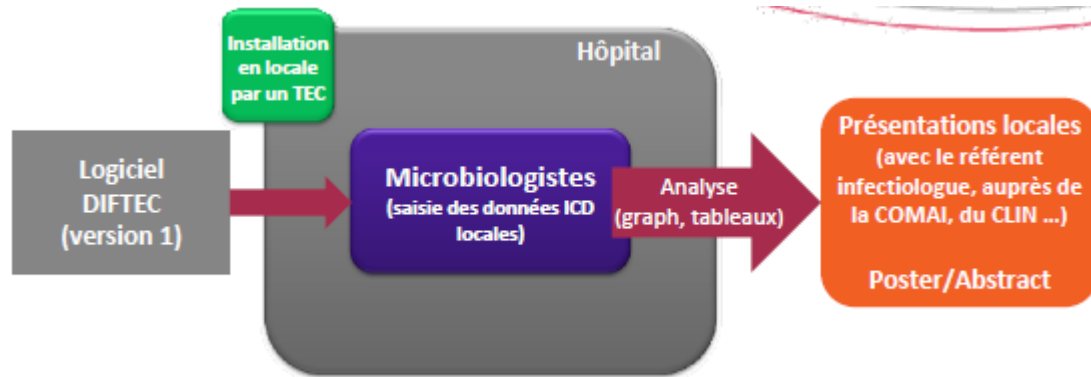 Installation
en locale
par un TEC
Hôpital
Logiciel
DIFTEC
(version 1)
Microbiologistes
(saisie des données ICD
locales)
Analyse
(graph, tableaux)
Présentations locales
(avec le référent
infectiologue, auprès de
la COMAI, du CLIN ...)
Poster/Abstract